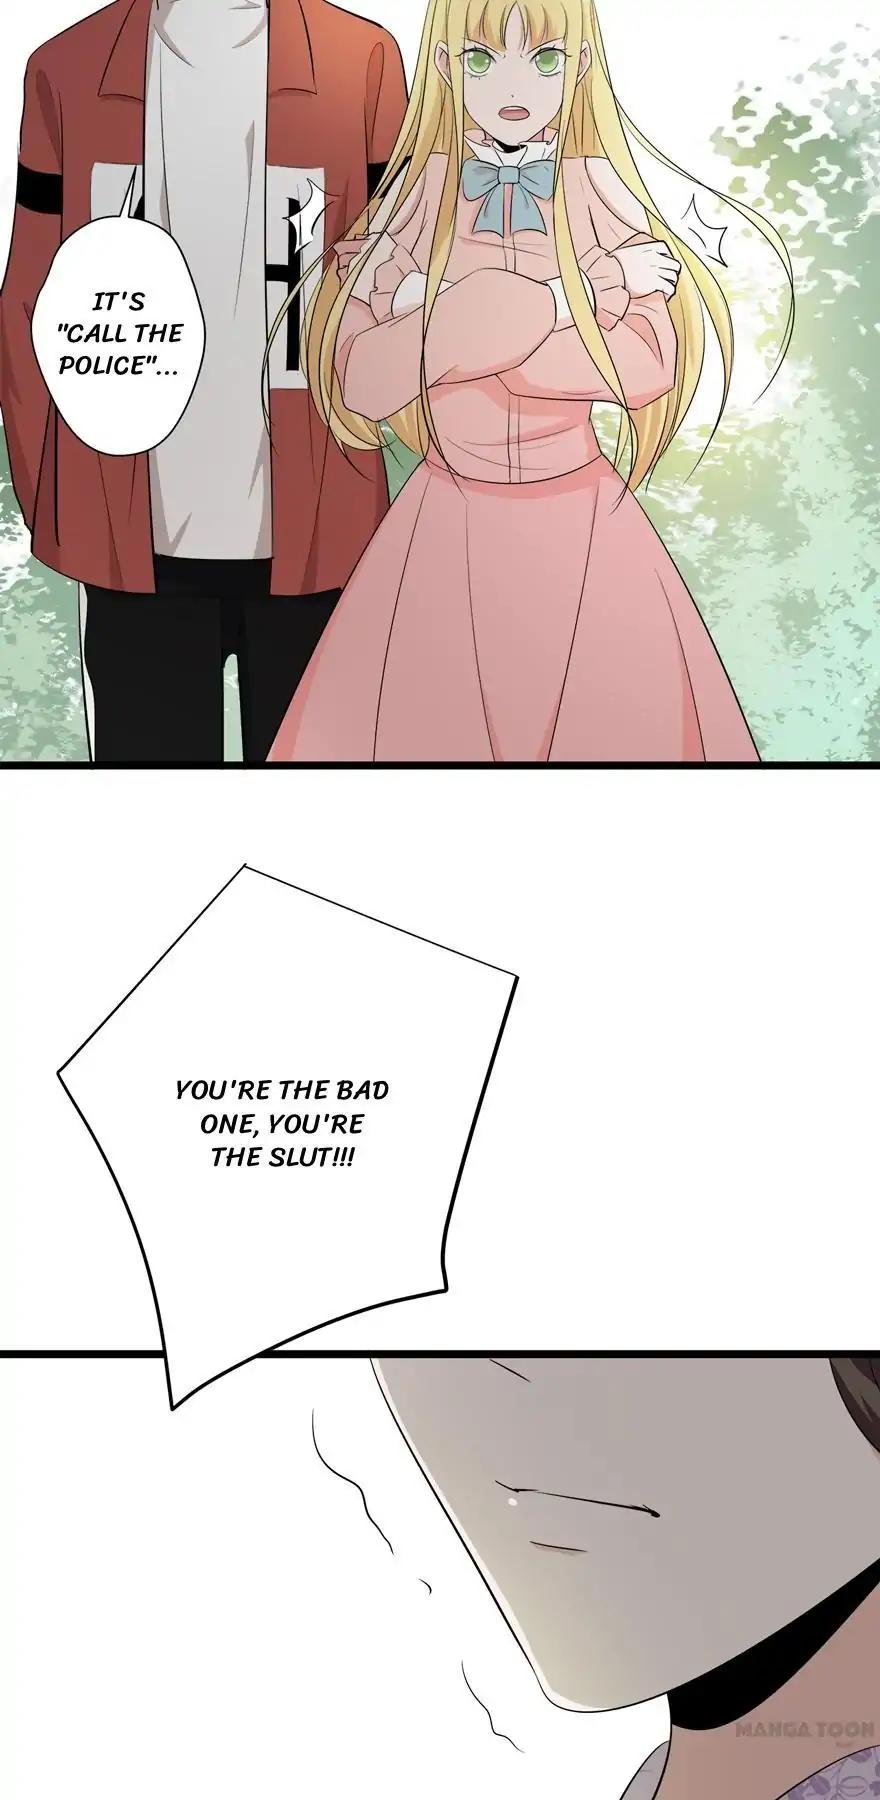 IT'S
"CALL THE
POLICE"...
YOU'RE THE BAD
ONE, YOU'RE
THE SLUT!!!
MANGA TOON